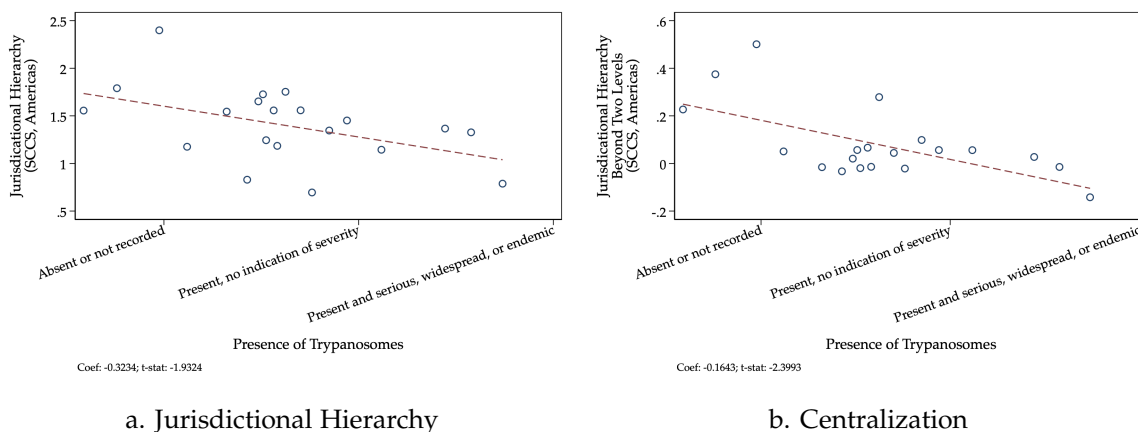 Jurisdicational Hierarchy
(SCCS, Americas)
2.5
2
1.5
1
.5
Absent or not recorded
Present, no indication of severity
Present and serious, widespread, or endemic
Presence of Trypanosomes
Coef: -0.3234; t-stat: -1.9324
a. Jurisdictional Hierarchy
Jurisdicational Hierarchy
Beyond Two Levels
(SCCS, Americas)
.6
.4
.2
0
-.2
Absent or not recorded
Present, no indication of severity
Present and serious, widespread, or endemic
Presence of Trypanosomes
Coef: -0.1643; t-stat: -2.3993
b. Centralization